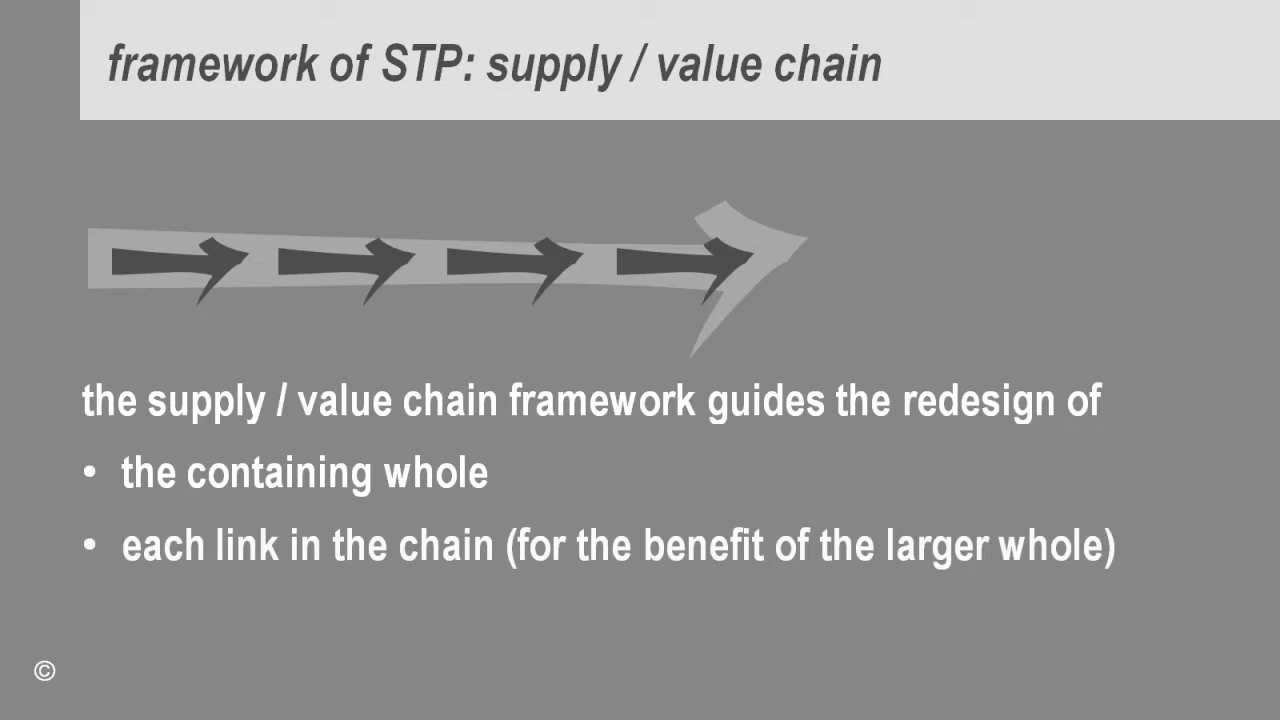 framework of STP: supply / value chain
the supply / value chain framework guides the redesign of
• the containing whole
• each link in the chain (for the benefit of the larger whole)
©